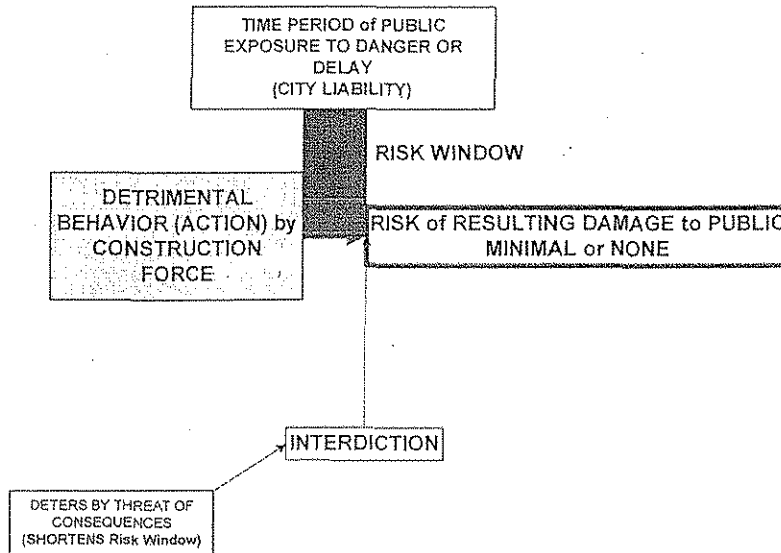 TIME PERIOD of PUBLIC
EXPOSURE TO DANGER OR
DELAY
(CITY LIABILITY)
RISK WINDOW
DETRIMENTAL
BEHAVIOR (ACTION) by
CONSTRUCTION
FORCE
RISK of RESULTING DAMAGE to PUBLIC
MINIMAL or NONE
INTERDICTION
DETERS BY THREAT OF
CONSEQUENCES
(SHORTENS Risk Window)